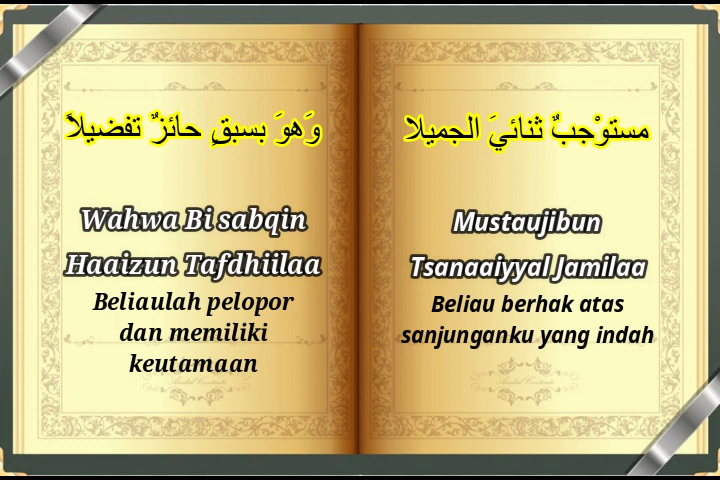 وَهوَ بسبقٍ حائزٌ تفضيلاً
Wahwa Bi sabqin
Haaizun Tafdhiilaa
Beliaulah pelopor
dan memiliki
keutamaan
مستوْجبٌ ثنائيَ الجميلا
Mustaujibun
Tsanaaiyyal Jamilaa
Beliau berhak atas
sanjunganku yang indah